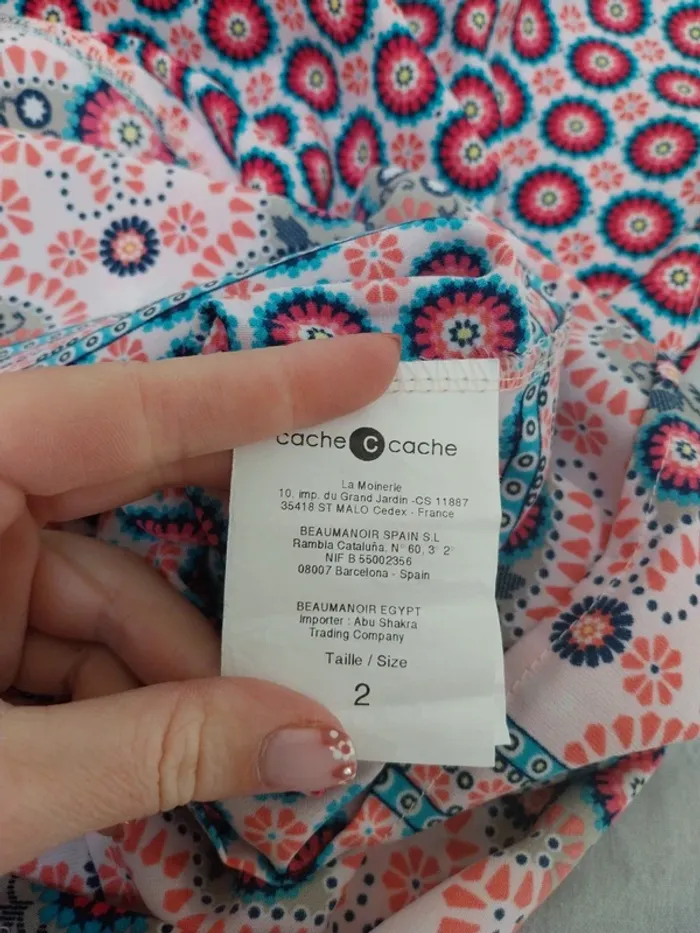 cache c cache
La Moinerie
10, imp. du Grand Jardin -CS 11887
35418 ST MALO Cedex - France
BEAUMANOIR SPAIN S.L
Rambla Cataluña, N° 60, 3° 2°
NIF B 55002356
08007 Barcelona - Spain
BEAUMANOIR EGYPT
Importer : Abu Shakra
Trading Company
Taille / Size
2